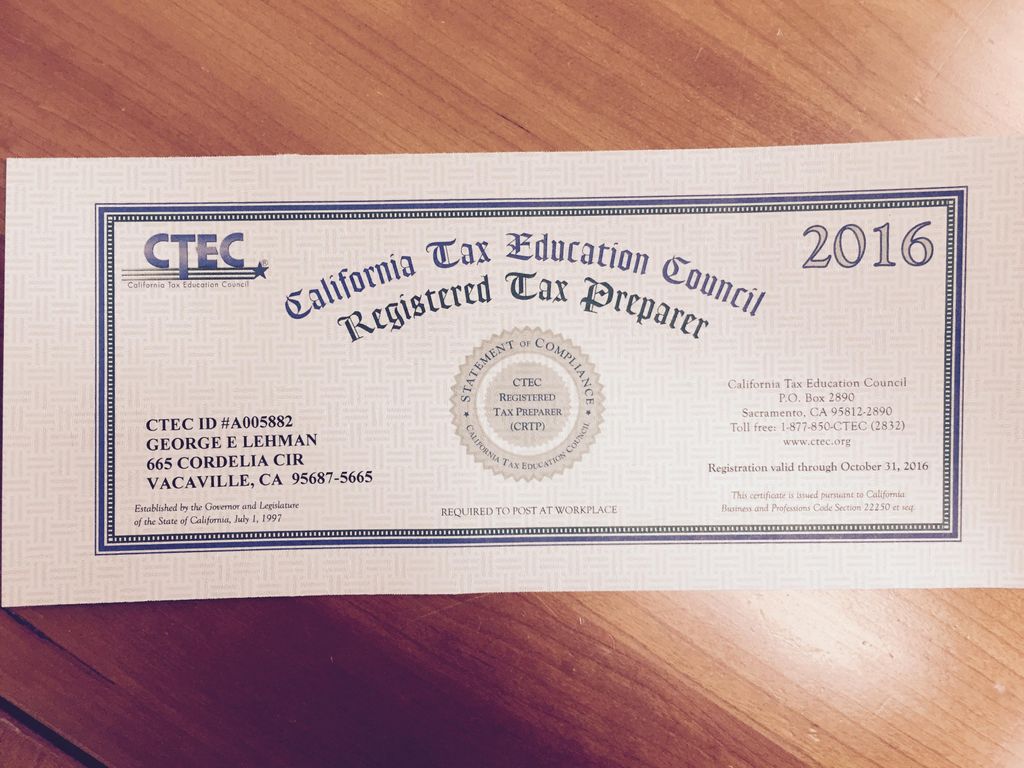 CTEC®
California Tax Education Council
2016
California Tax Education Council
Registered Tax Preparer
STATEMENT OF COMPLIANCE
CTEC
REGISTERED
TAX PREPARER
(CRTP)
CALIFORNIA TAX EDUCATION COUNCIL
CTEC ID #A005882
GEORGE E LEHMAN
665 CORDELIA CIR
VACAVILLE, CA 95687-5665
Established by the Governor and Legislature
of the State of California, July 1, 1997
REQUIRED TO POST AT WORKPLACE
California Tax Education Council
P.O. Box 2890
Sacramento, CA 95812-2890
Toll free: 1-877-850-CTEC (2832)
www.ctec.org
Registration valid through October 31, 2016
This certificate is issued pursuant to California
Business and Professions Code Section 22250 et seq.